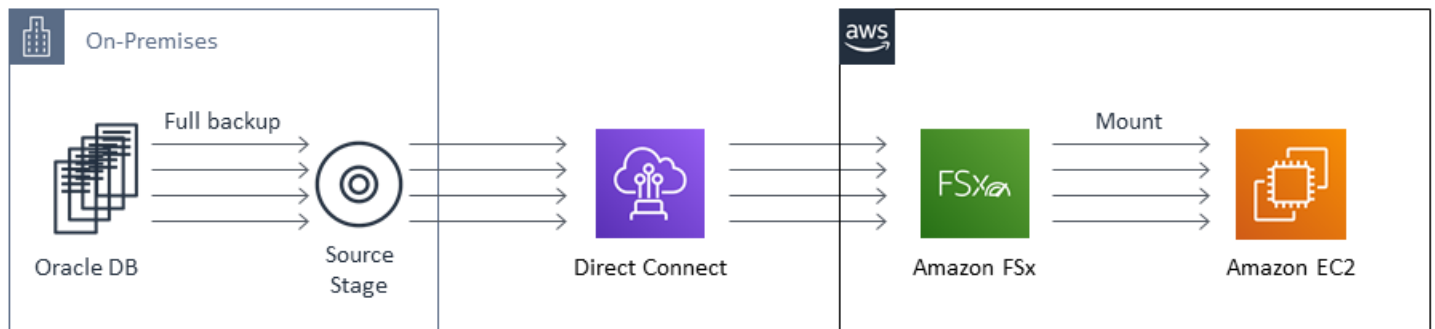 On-Premises
aws
Full backup
Mount
FSx
Oracle DB
Source
Stage
Direct Connect
Amazon FSx
Amazon EC2